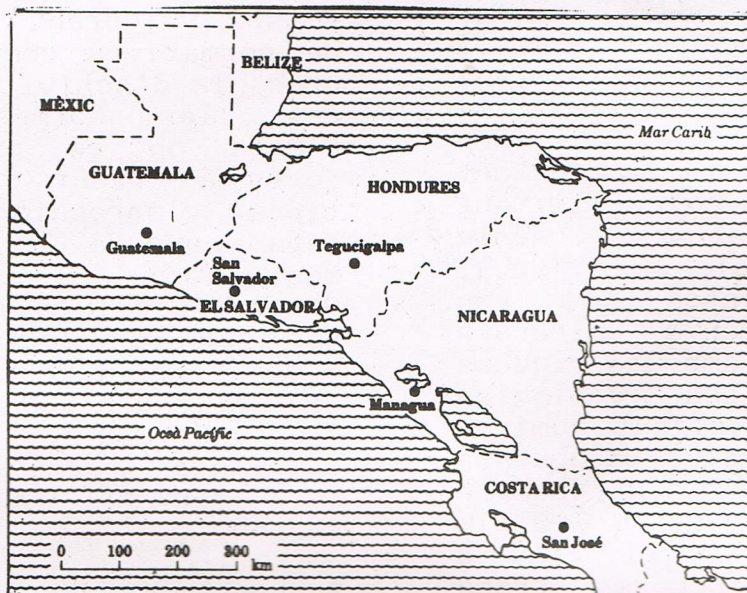 BELIZE
MÈXIC
Mar Carib
GUATEMALA
HONDURES
Guatemala
Tegucigalpa
San
Salvador
EL SALVADOR
NICARAGUA
Managua
Oceà Pacífic
COSTA RICA
San José
0 100 200 300
km